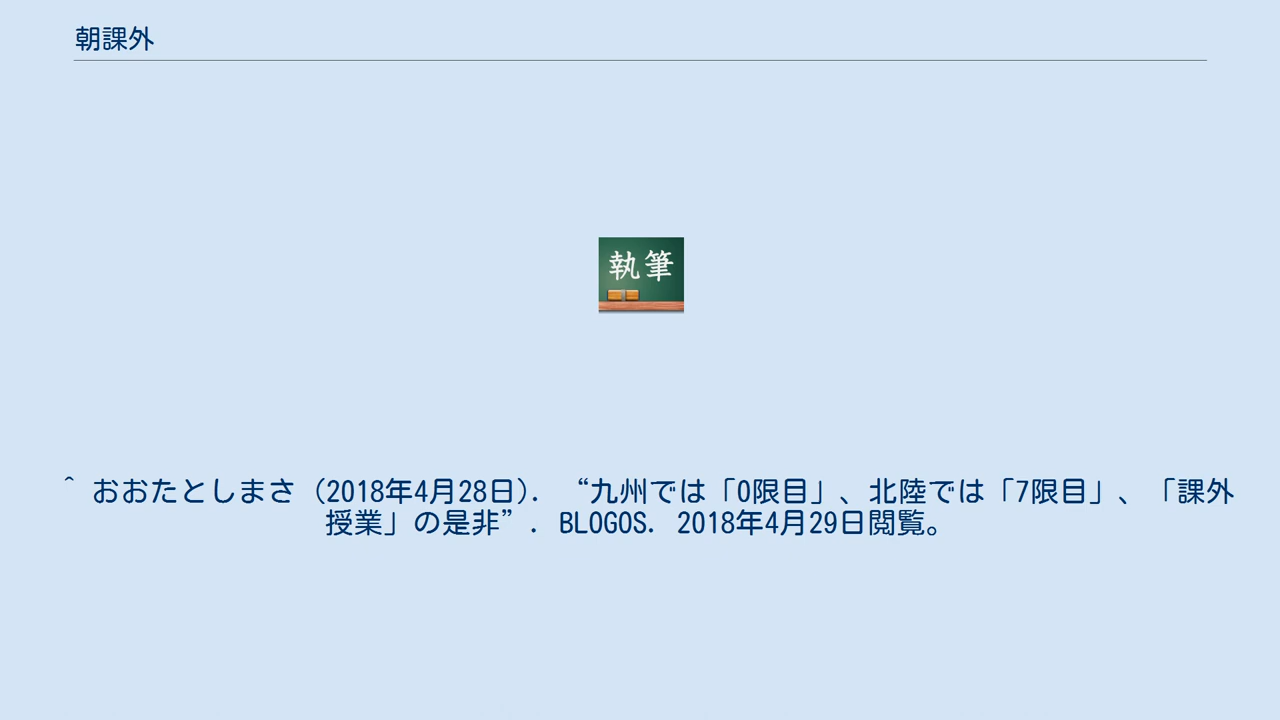 朝課外
執筆
^ おおたとしまさ (2018年4月28日). “九州では「0限目」、北陸では「7限目」、「課外
授業」の是非”. BLOGOS. 2018年4月29日閲覧。